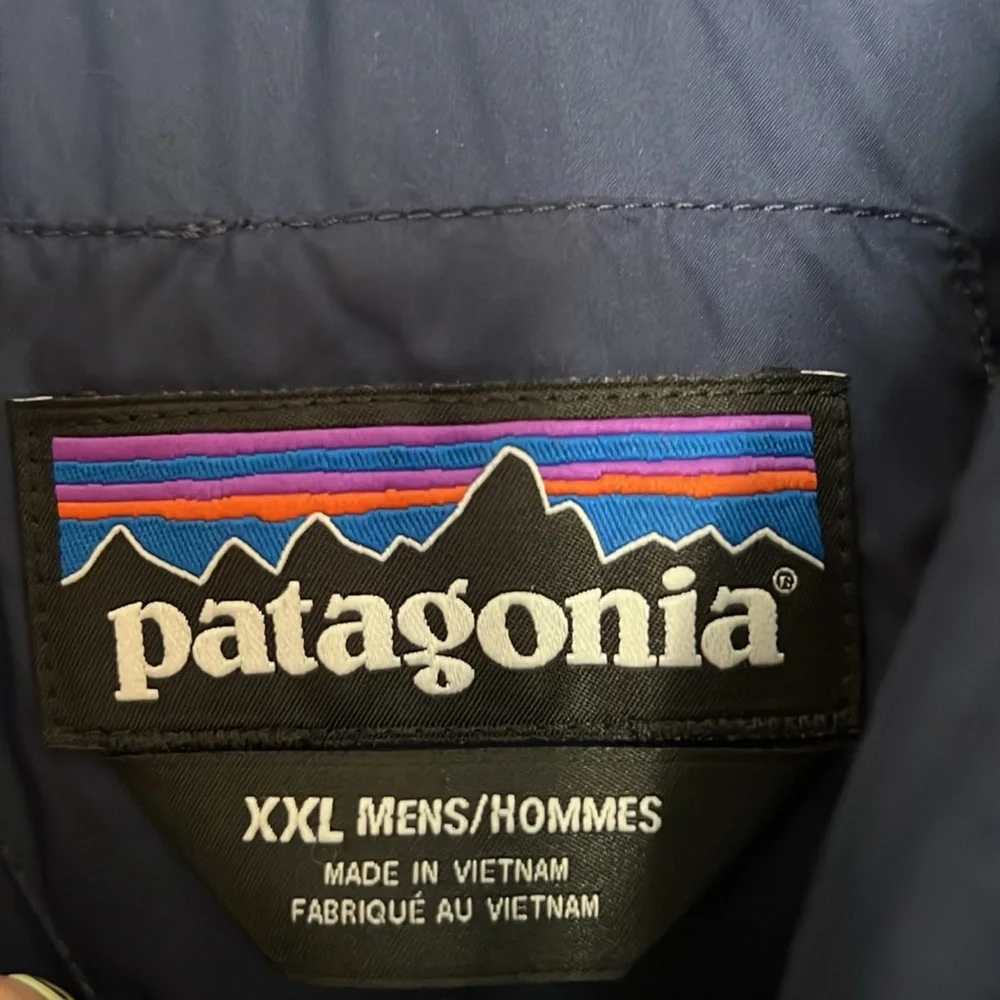 patagonia®
XXL MENS/HOMMES
MADE IN VIETNAM
FABRIQUÉ AU VIETNAM